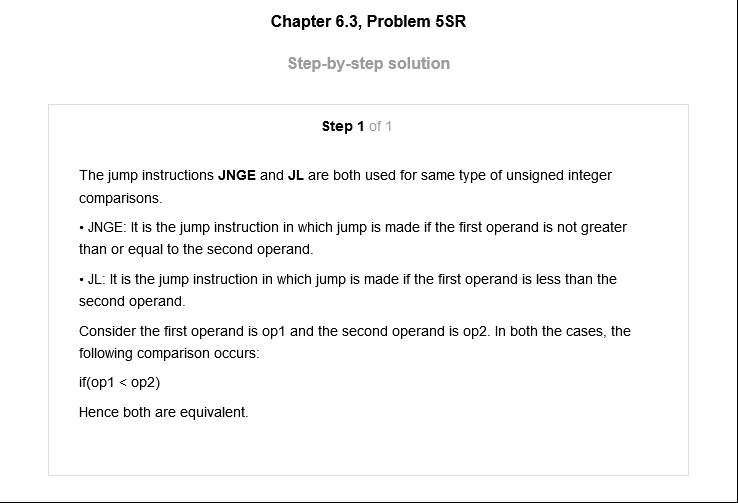 Chapter 6.3, Problem 5SR
Step-by-step solution
Step 1 of 1
The jump instructions JNGE and JL are both used for same type of unsigned integer
comparisons.
• JNGE: It is the jump instruction in which jump is made if the first operand is not greater
than or equal to the second operand.
• JL: It is the jump instruction in which jump is made if the first operand is less than the
second operand.
Consider the first operand is op1 and the second operand is op2. In both the cases, the
following comparison occurs:
if(op1 < op2)
Hence both are equivalent.